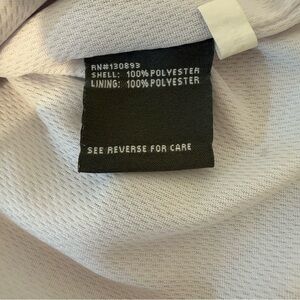 RN#130893
SHELL: 100%POLYESTER
LINING: 100%POLYESTER
SEE REVERSE FOR CARE